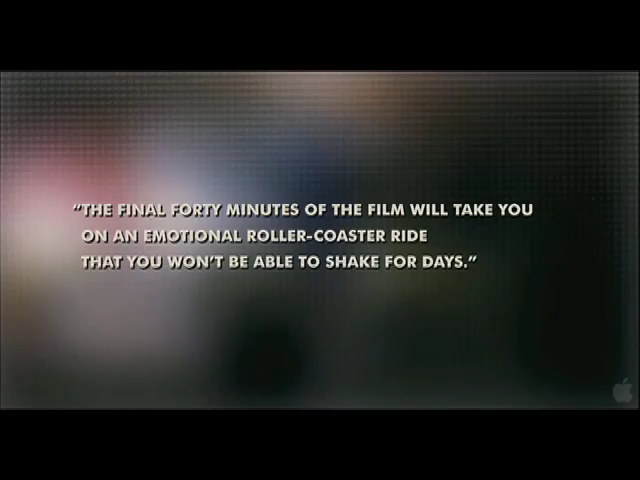 “THE FINAL FORTY MINUTES OF THE FILM WILL TAKE YOU
ON AN EMOTIONAL ROLLER-COASTER RIDE
THAT YOU WON’T BE ABLE TO SHAKE FOR DAYS.”